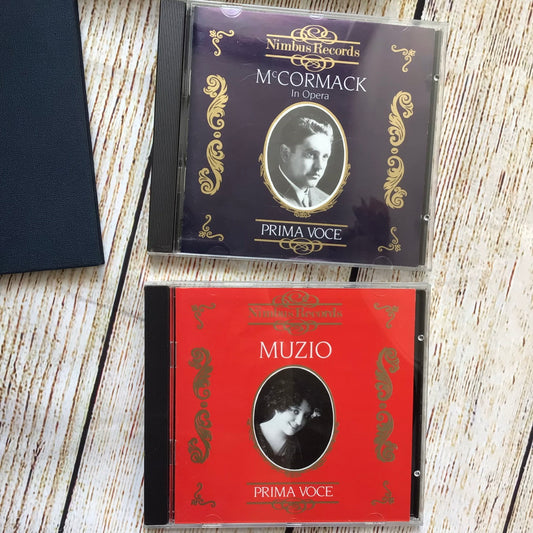 Nimbus Records
McCORMACK
In Opera
PRIMA VOCE
Nimbus Records
MUZIO
PRIMA VOCE